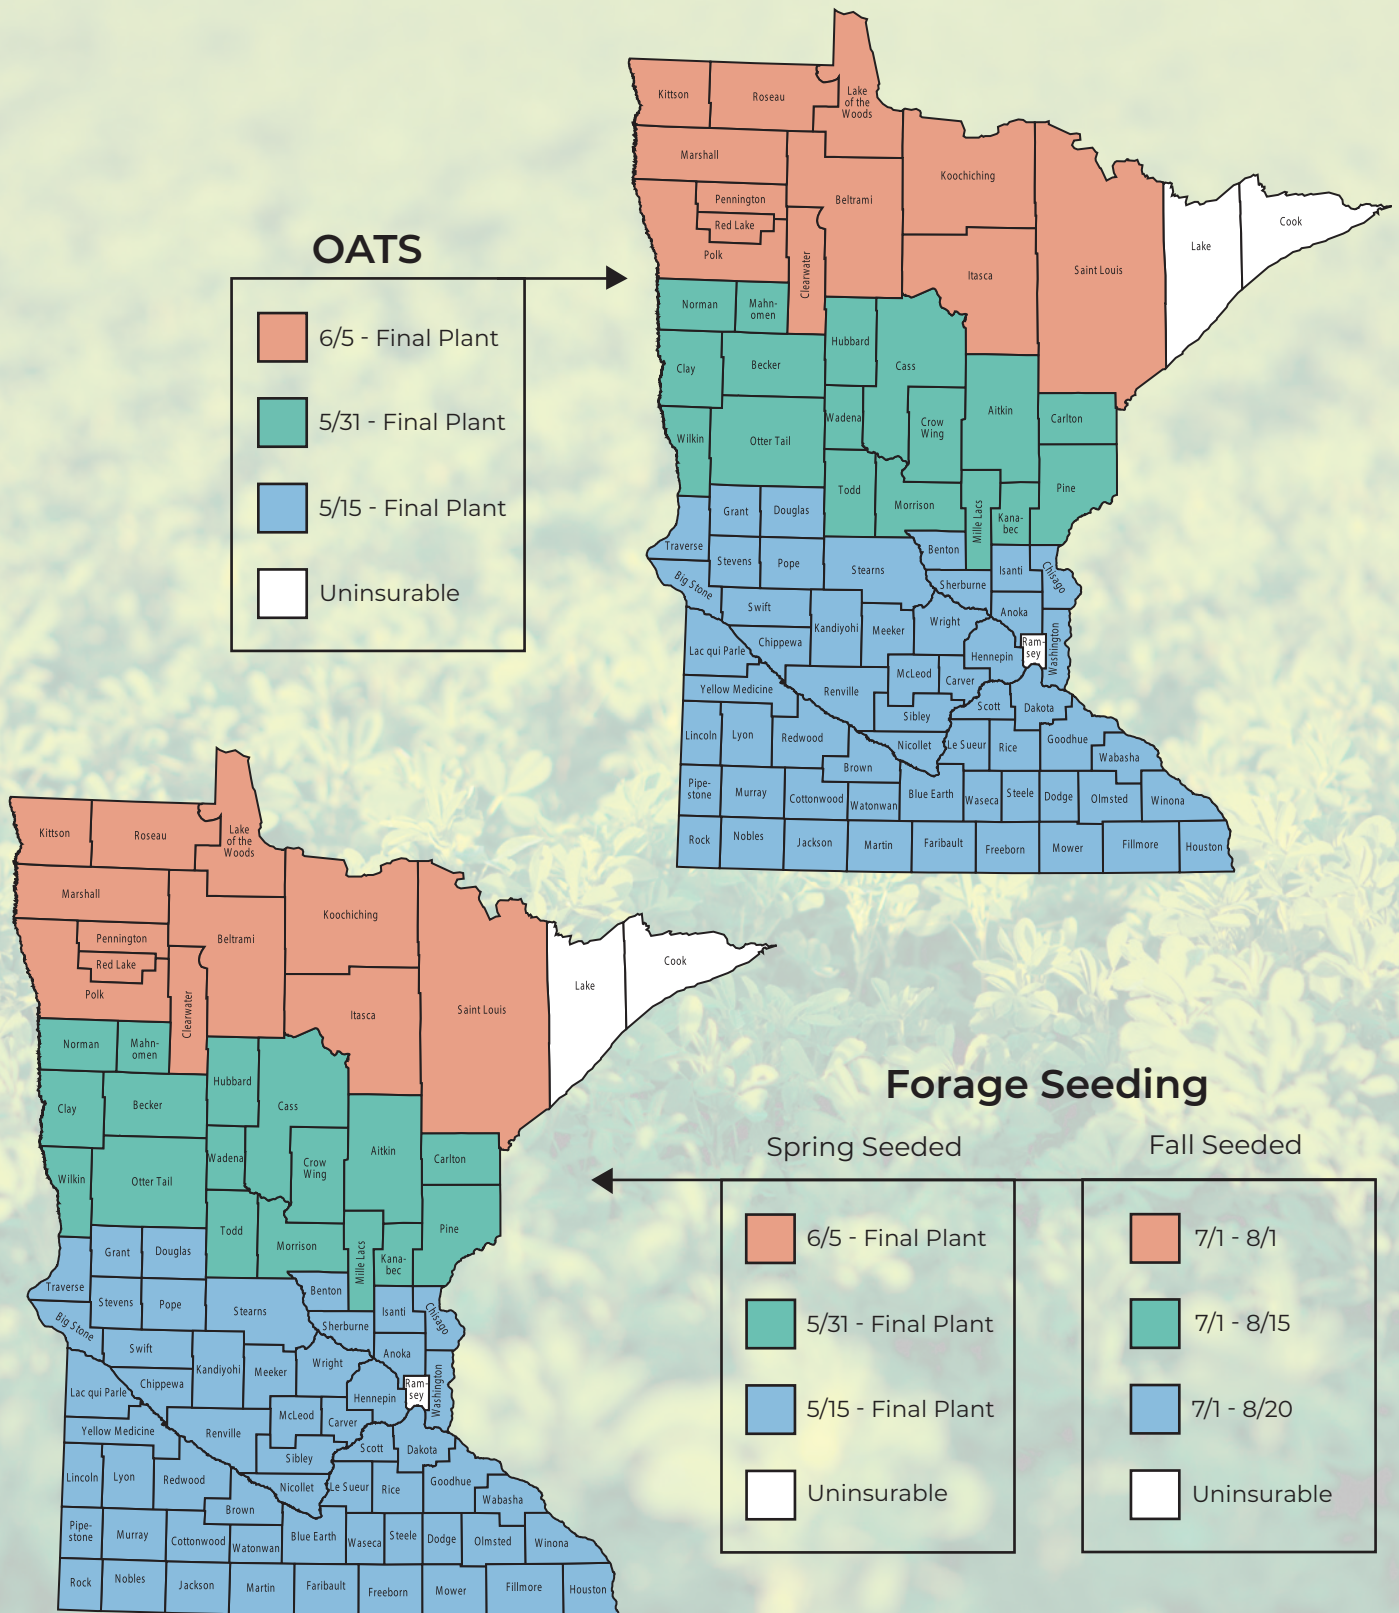 OATS
6/5 - Final Plant
5/31 - Final Plant
5/15 - Final Plant
Uninsurable
Kittson
Roseau
Lake
of the
Woods
Marshall
Koochiching
Pennington
Beltrami
Red Lake
Polk
Clearwater
Itasca
Saint Louis
Lake
Cook
Norman
Mahn-
omen
Hubbard
Cass
Clay
Becker
Wadena
Crow
Wing
Aitkin
Carlton
Wilkin
Otter Tail
Todd
Morrison
Mille Lacs
Kana-
bec
Pine
Grant
Douglas
Traverse
Stevens
Pope
Stearns
Benton
Isanti
Chisago
Big Stone
Sherburne
Swift
Kandiyohi
Meeker
Wright
Anoka
Chippewa
Lac qui Parle
Hennepin
Ram-
sey
Washington
Yellow Medicine
Renville
McLeod
Carver
Scott
Dakota
Sibley
Lincoln
Lyon
Redwood
Nicollet
Le Sueur
Rice
Goodhue
Wabasha
Brown
Pipe-
stone
Murray
Cottonwood
Watonwan
Blue Earth
Waseca
Steele
Dodge
Olmsted
Winona
Rock
Nobles
Jackson
Martin
Faribault
Freeborn
Mower
Fillmore
Houston
Forage Seeding
Spring Seeded
6/5 - Final Plant
5/31 - Final Plant
5/15 - Final Plant
Uninsurable
Fall Seeded
7/1 - 8/1
7/1 - 8/15
7/1 - 8/20
Uninsurable
Kittson
Roseau
Lake
of the
Woods
Marshall
Koochiching
Pennington
Beltrami
Red Lake
Polk
Clearwater
Itasca
Saint Louis
Lake
Cook
Norman
Mahn-
omen
Hubbard
Cass
Clay
Becker
Wadena
Crow
Wing
Aitkin
Carlton
Wilkin
Otter Tail
Todd
Morrison
Mille Lacs
Kana-
bec
Pine
Grant
Douglas
Traverse
Stevens
Pope
Stearns
Benton
Isanti
Chisago
Big Stone
Sherburne
Swift
Kandiyohi
Meeker
Wright
Anoka
Chippewa
Lac qui Parle
Hennepin
Ram-
sey
Washington
Yellow Medicine
Renville
McLeod
Carver
Scott
Dakota
Sibley
Lincoln
Lyon
Redwood
Nicollet
Le Sueur
Rice
Goodhue
Wabasha
Brown
Pipe-
stone
Murray
Cottonwood
Watonwan
Blue Earth
Waseca
Steele
Dodge
Olmsted
Winona
Rock
Nobles
Jackson
Martin
Faribault
Freeborn
Mower
Fillmore
Houston